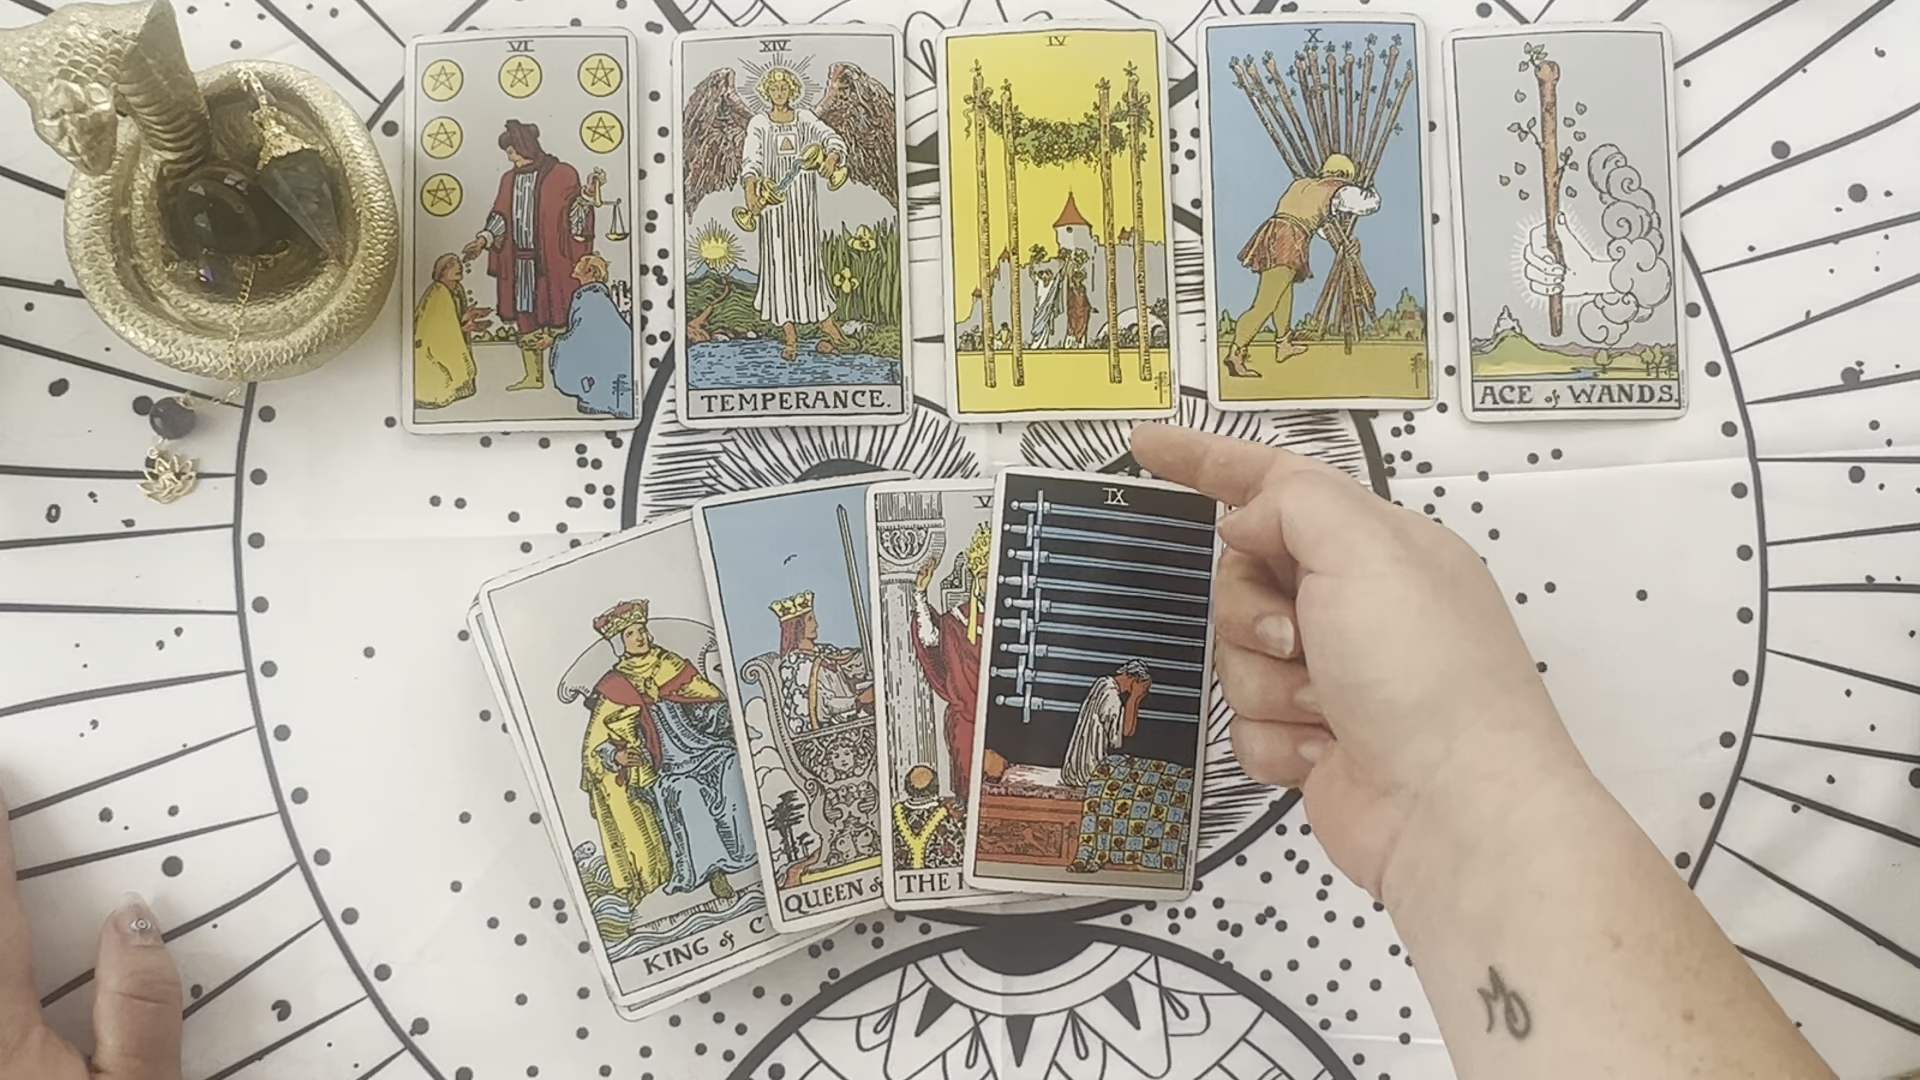 VI
XIV
TEMPERANCE.
IV
X
ACE of WANDS.
KING of C
QUEEN of
V
THE
IX